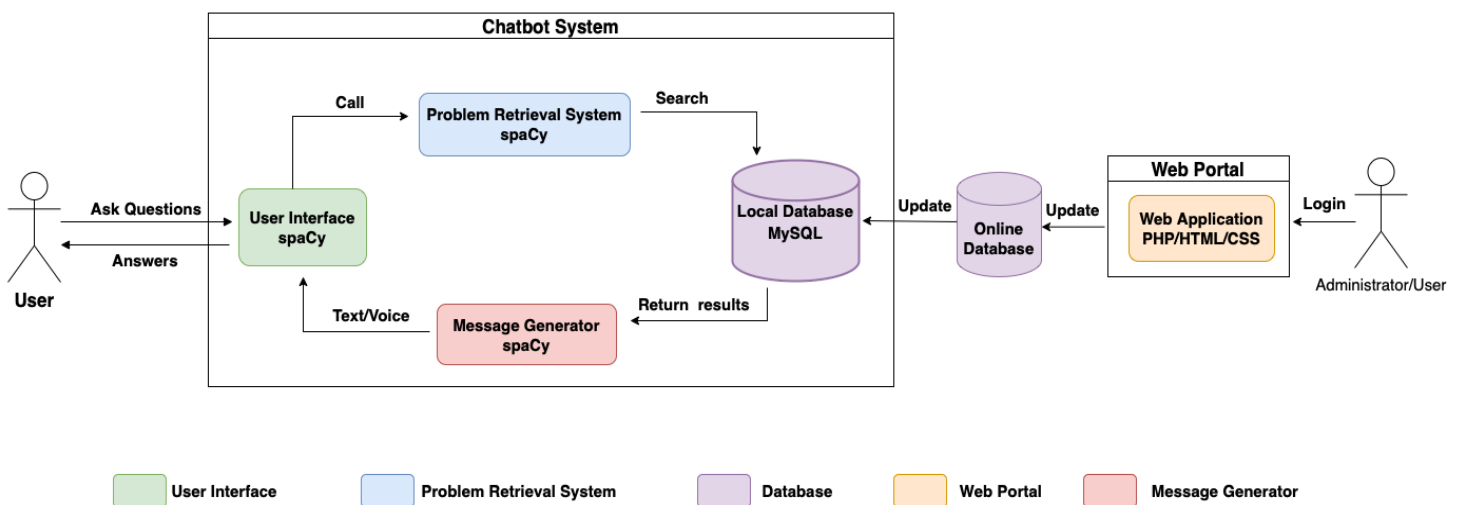 Chatbot System
Call
Problem Retrieval System
spaCy
Search
Ask Questions
Answers
User
User Interface
spaCy
Local Database
MySQL
Update
Online
Database
Update
Web Portal
Web Application
PHP/HTML/CSS
Login
Administrator/User
Text/Voice
Message Generator
spaCy
Return results
User Interface
Problem Retrieval System
Database
Web Portal
Message Generator